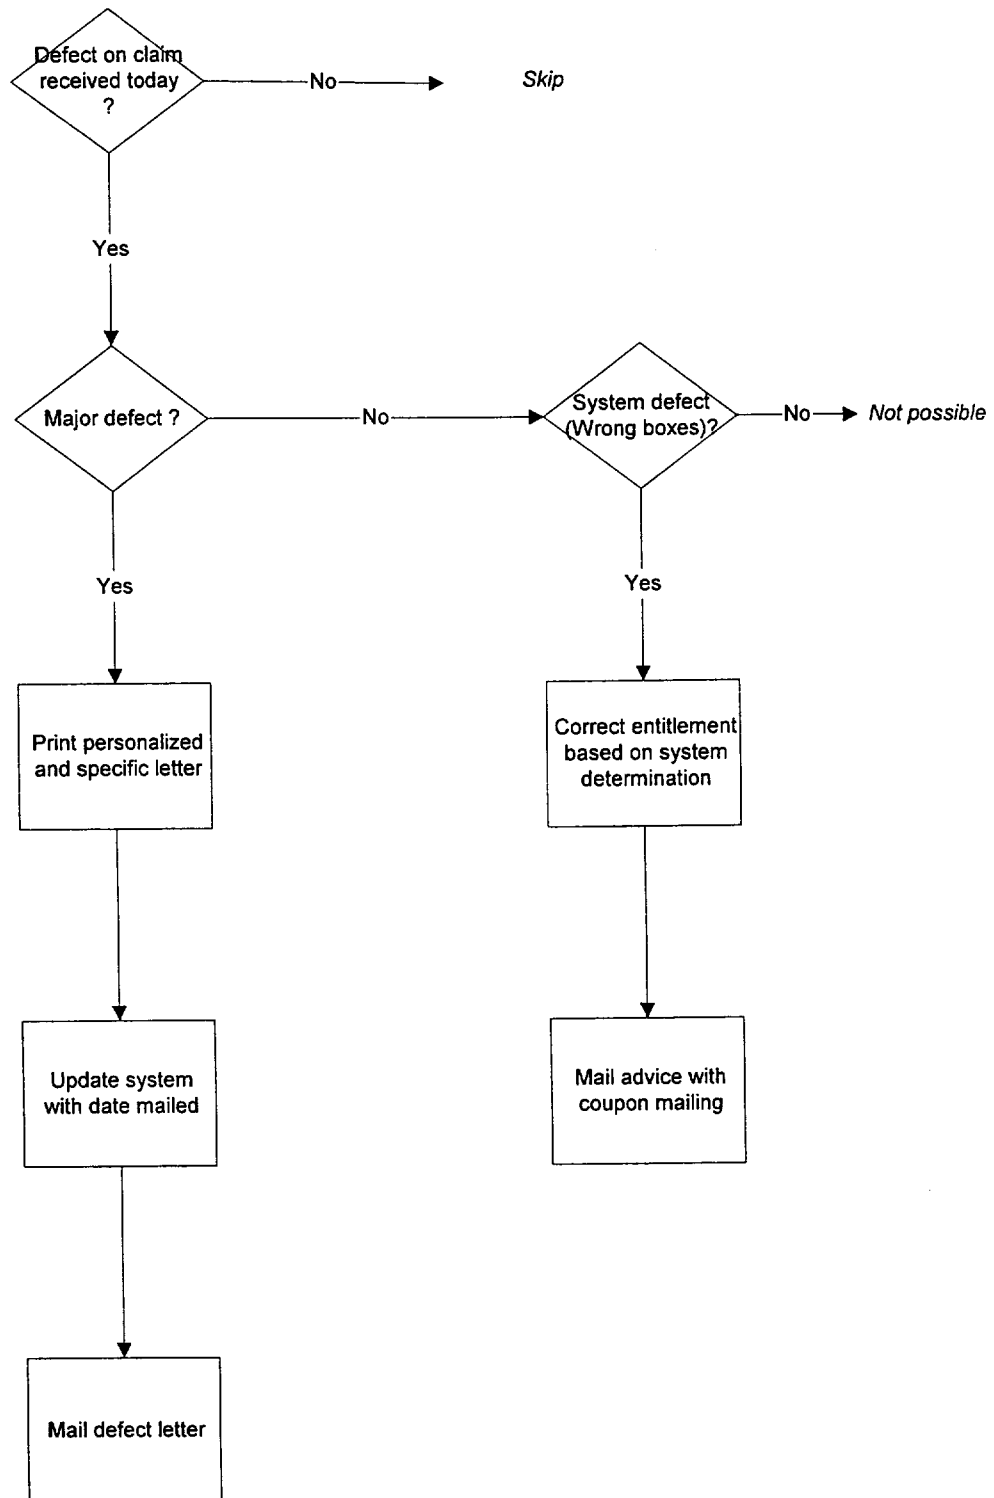 Defect on claim
received today
?
No
Skip
Yes
Major defect ?
No
System defect
(Wrong boxes)?
No
Not possible
Yes
Yes
Print personalized
and specific letter
Correct entitlement
based on system
determination
Update system
with date mailed
Mail advice with
coupon mailing
Mail defect letter